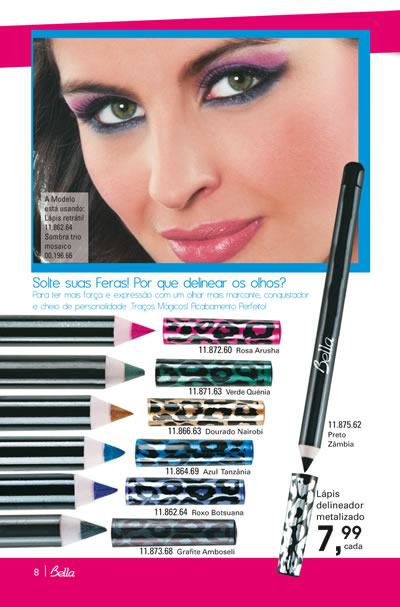 A Modelo
está usando:
Lápis retrátil
11.862.64
Sombra trio
mosaico
00.196.66
Solte suas Feras! Por que delinear os olhos?
Para ter mais força e expressão com um olhar mais marcante, conquistador
e cheio de personalidade. Traços Mágicos! Acabamento Perfeito!
11.872.60 Rosa Arusha
11.871.63 Verde Quênia
11.866.63 Dourado Nairobi
11.864.69 Azul Tanzânia
11.862.64 Roxo Botsuana
11.873.68 Grafite Amboseli
Bella
11.875.62
Preto
Zâmbia
Lápis
delineador
metalizado
7,99
cada
8 | Bella